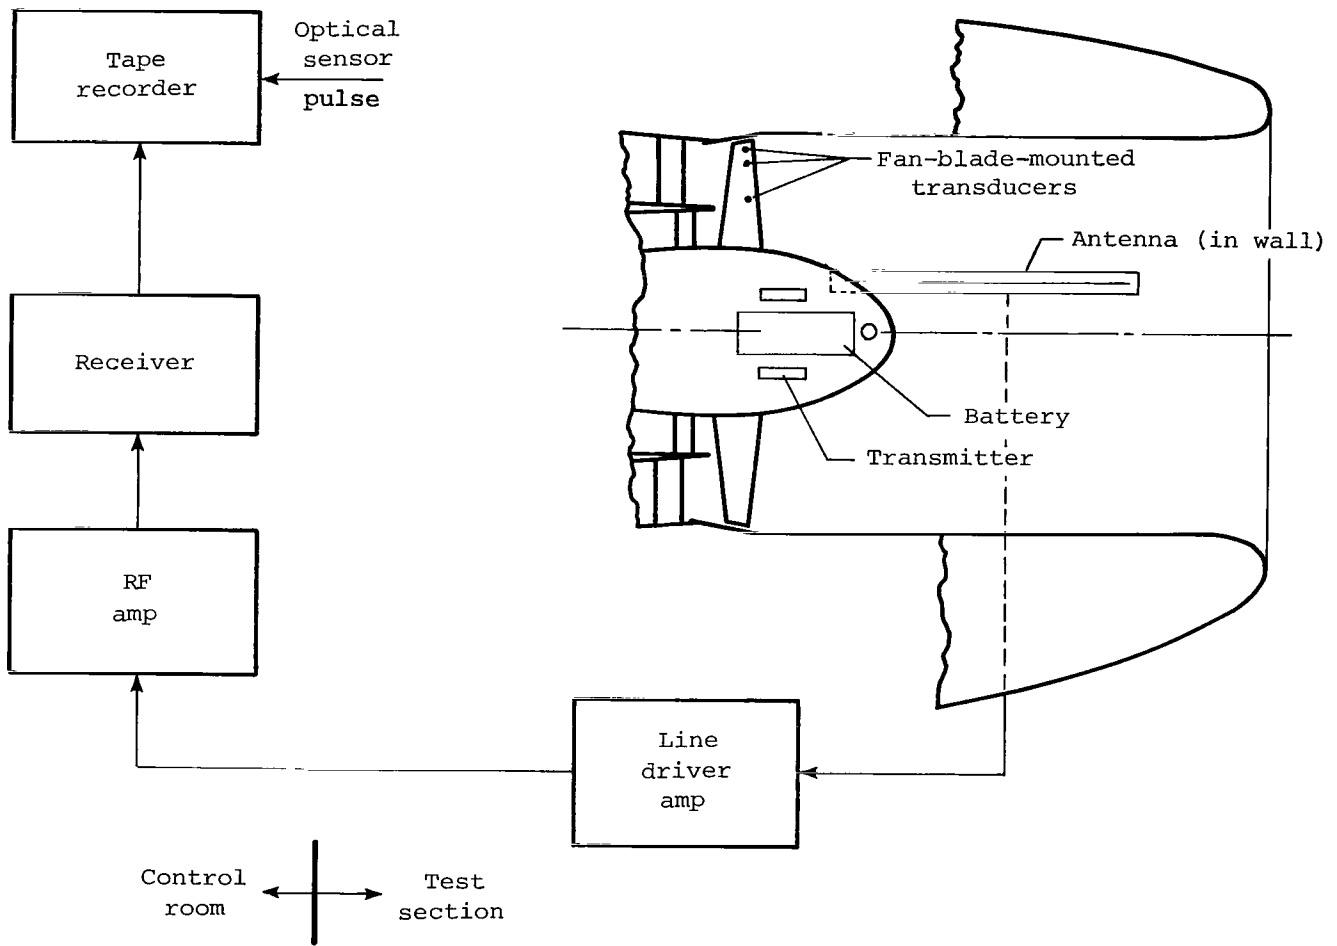 Tape
recorder
Optical
sensor
pulse
Fan-blade-mounted
transducers
Antenna (in wall)
Receiver
Battery
Transmitter
RF
amp
Line
driver
amp
Control
room
Test
section